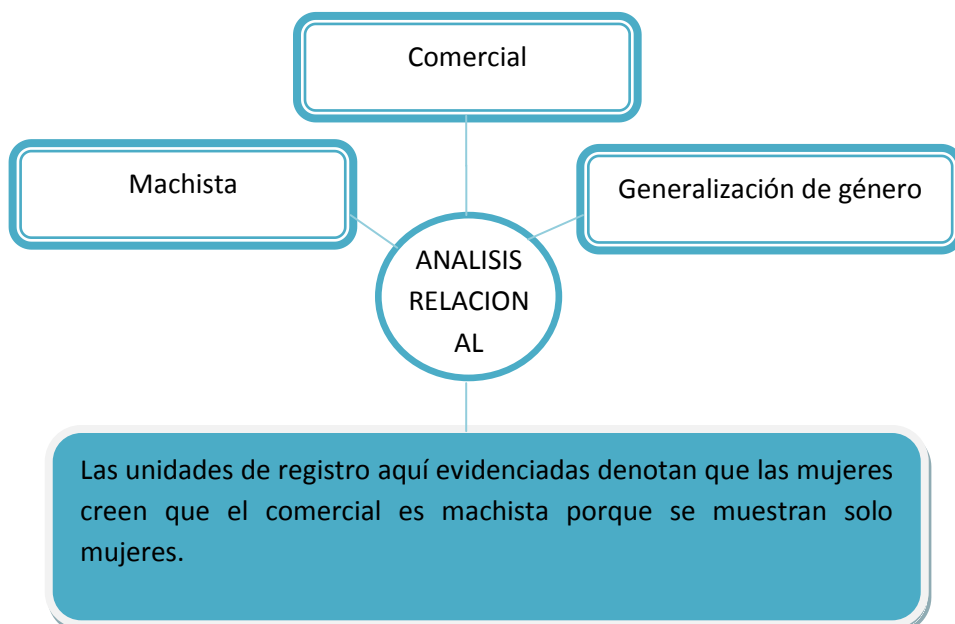 Comercial
Machista
Generalización de género
ANALISIS
RELACION
AL
Las unidades de registro aquí evidenciadas denotan que las mujeres
creen que el comercial es machista porque se muestran solo
mujeres.